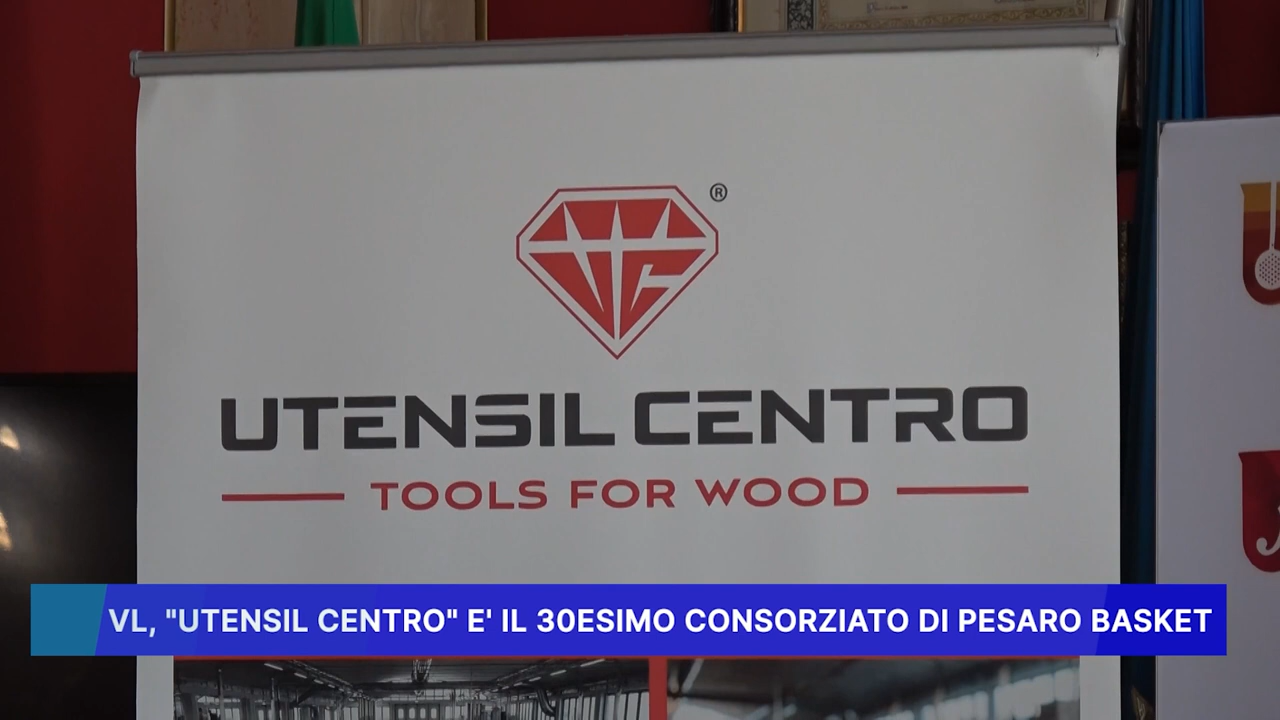 ®
UTENSIL CENTRO
TOOLS FOR WOOD
VL, "UTENSIL CENTRO" E' IL 30ESIMO CONSORZIATO DI PESARO BASKET